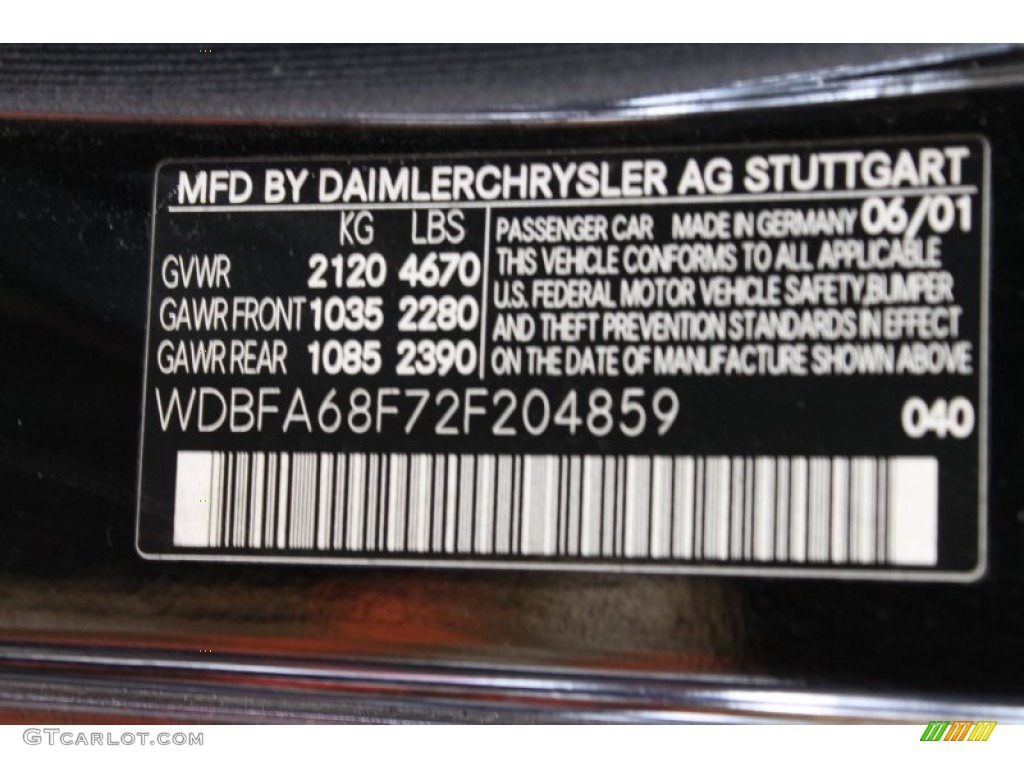 MFD BY DAIMLERCHRYSLER AG STUTTGART
KG LBS
GVWR 2120 4670
GAWR FRONT 1035 2280
GAWR REAR 1085 2390
PASSENGER CAR MADE IN GERMANY 06/01
THIS VEHICLE CONFORMS TO ALL APPLICABLE
U.S. FEDERAL MOTOR VEHICLE SAFETY,BUMPER
AND THEFT PREVENTION STANDARDS IN EFFECT
ON THE DATE OF MANUFACTURE SHOWN ABOVE
WDBFA68F72F204859 040
GTCARLOT.COM